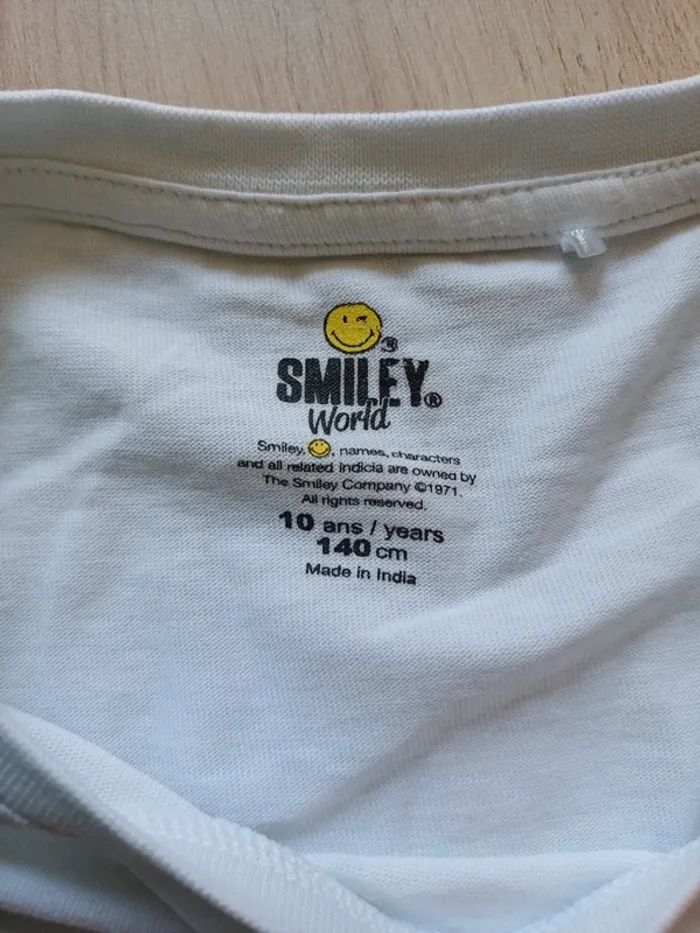 SMILEY®
World
Smiley, , names, characters
and all related indicia are owned by
The Smiley Company ©1971.
All rights reserved.
10 ans / years
140 cm
Made in India